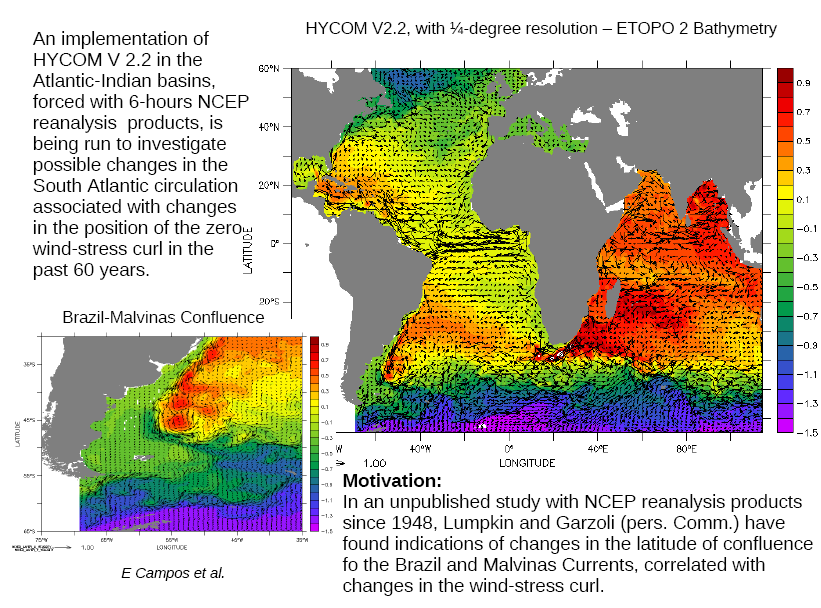 HYCOM V2.2, with ¼-degree resolution – ETOPO 2 Bathymetry
An implementation of
HYCOM V 2.2 in the
Atlantic-Indian basins,
forced with 6-hours NCEP
reanalysis products, is
being run to investigate
possible changes in the
South Atlantic circulation
associated with changes
in the position of the zero
wind-stress curl in the
past 60 years.
60°N
40°N
20°N
0°
20°S
LATITUDE
W
40°W
0°
40°E
80°E
1.00
LONGITUDE
0.9
0.7
0.5
0.3
0.1
−0.1
−0.3
−0.5
−0.7
−0.9
−1.1
−1.3
−1.5
Brazil-Malvinas Confluence
35°S
45°S
55°S
65°S
LATITUDE
1.00
LONGITUDE
E Campos et al.
Motivation:
In an unpublished study with NCEP reanalysis products
since 1948, Lumpkin and Garzoli (pers. Comm.) have
found indications of changes in the latitude of confluence
fo the Brazil and Malvinas Currents, correlated with
changes in the wind-stress curl.